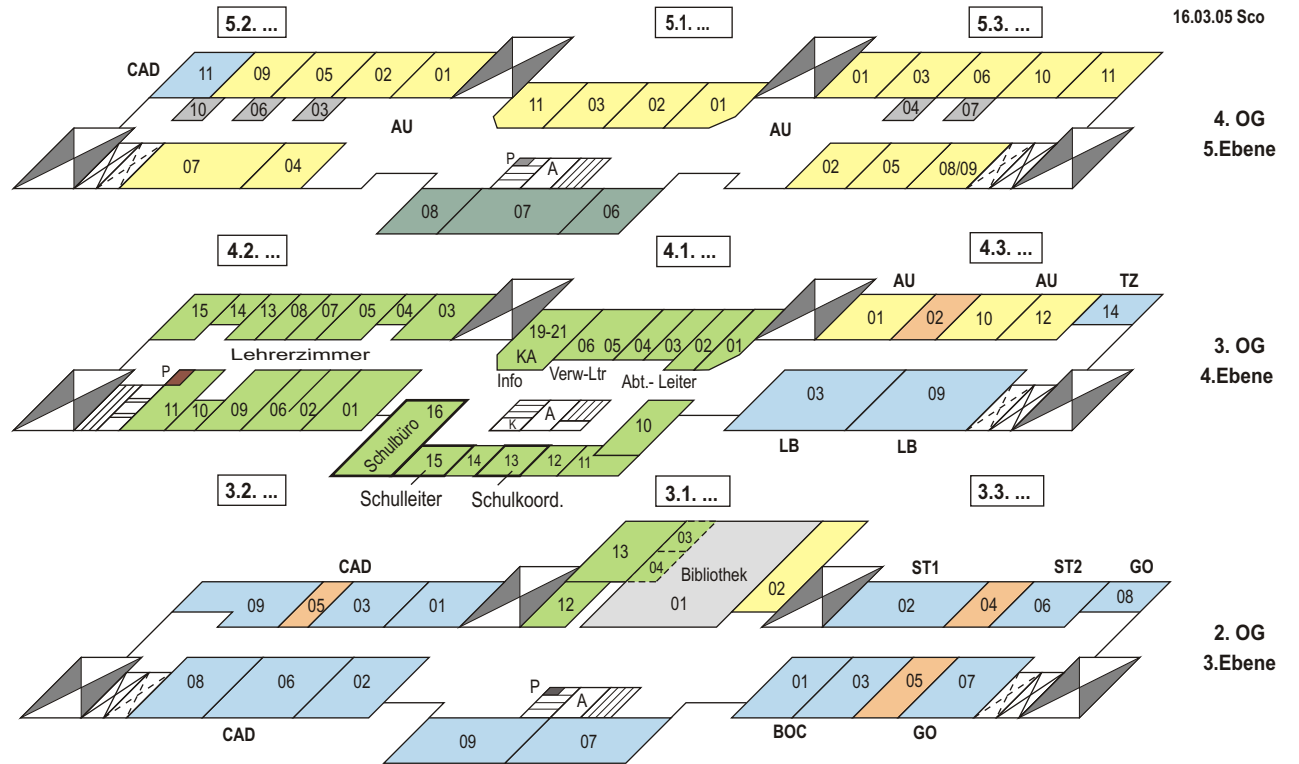 5.2. ... 5.1. ... 5.3. ... 16.03.05 Sco
CAD 11 09 05 02 01 01 03 06 10 11
10 06 03 11 03 02 01 04 07
AU AU 4. OG
5.Ebene
07 04 P A 02 05 08/09
08 07 06
4.2. ... 4.1. ... 4.3. ...
AU AU TZ
15 14 13 08 07 05 04 03 19-21 06 05 04 03 02 01 01 02 10 12 14
Lehrerzimmer KA
Info Verw-Ltr Abt.- Leiter
3. OG
4.Ebene
P 11 10 09 06 02 01 16 K A 10 03 09
Schulbüro LB LB
15 14 13 12 11
Schulleiter Schulkoord.
3.2. ... 3.1. ... 3.3. ...
CAD 13 03 04 Bibliothek ST1 ST2 GO
09 05 03 01 12 01 02 02 04 06 08
2. OG
3.Ebene
08 06 02 P A 01 03 05 07
CAD BOC GO
09 07